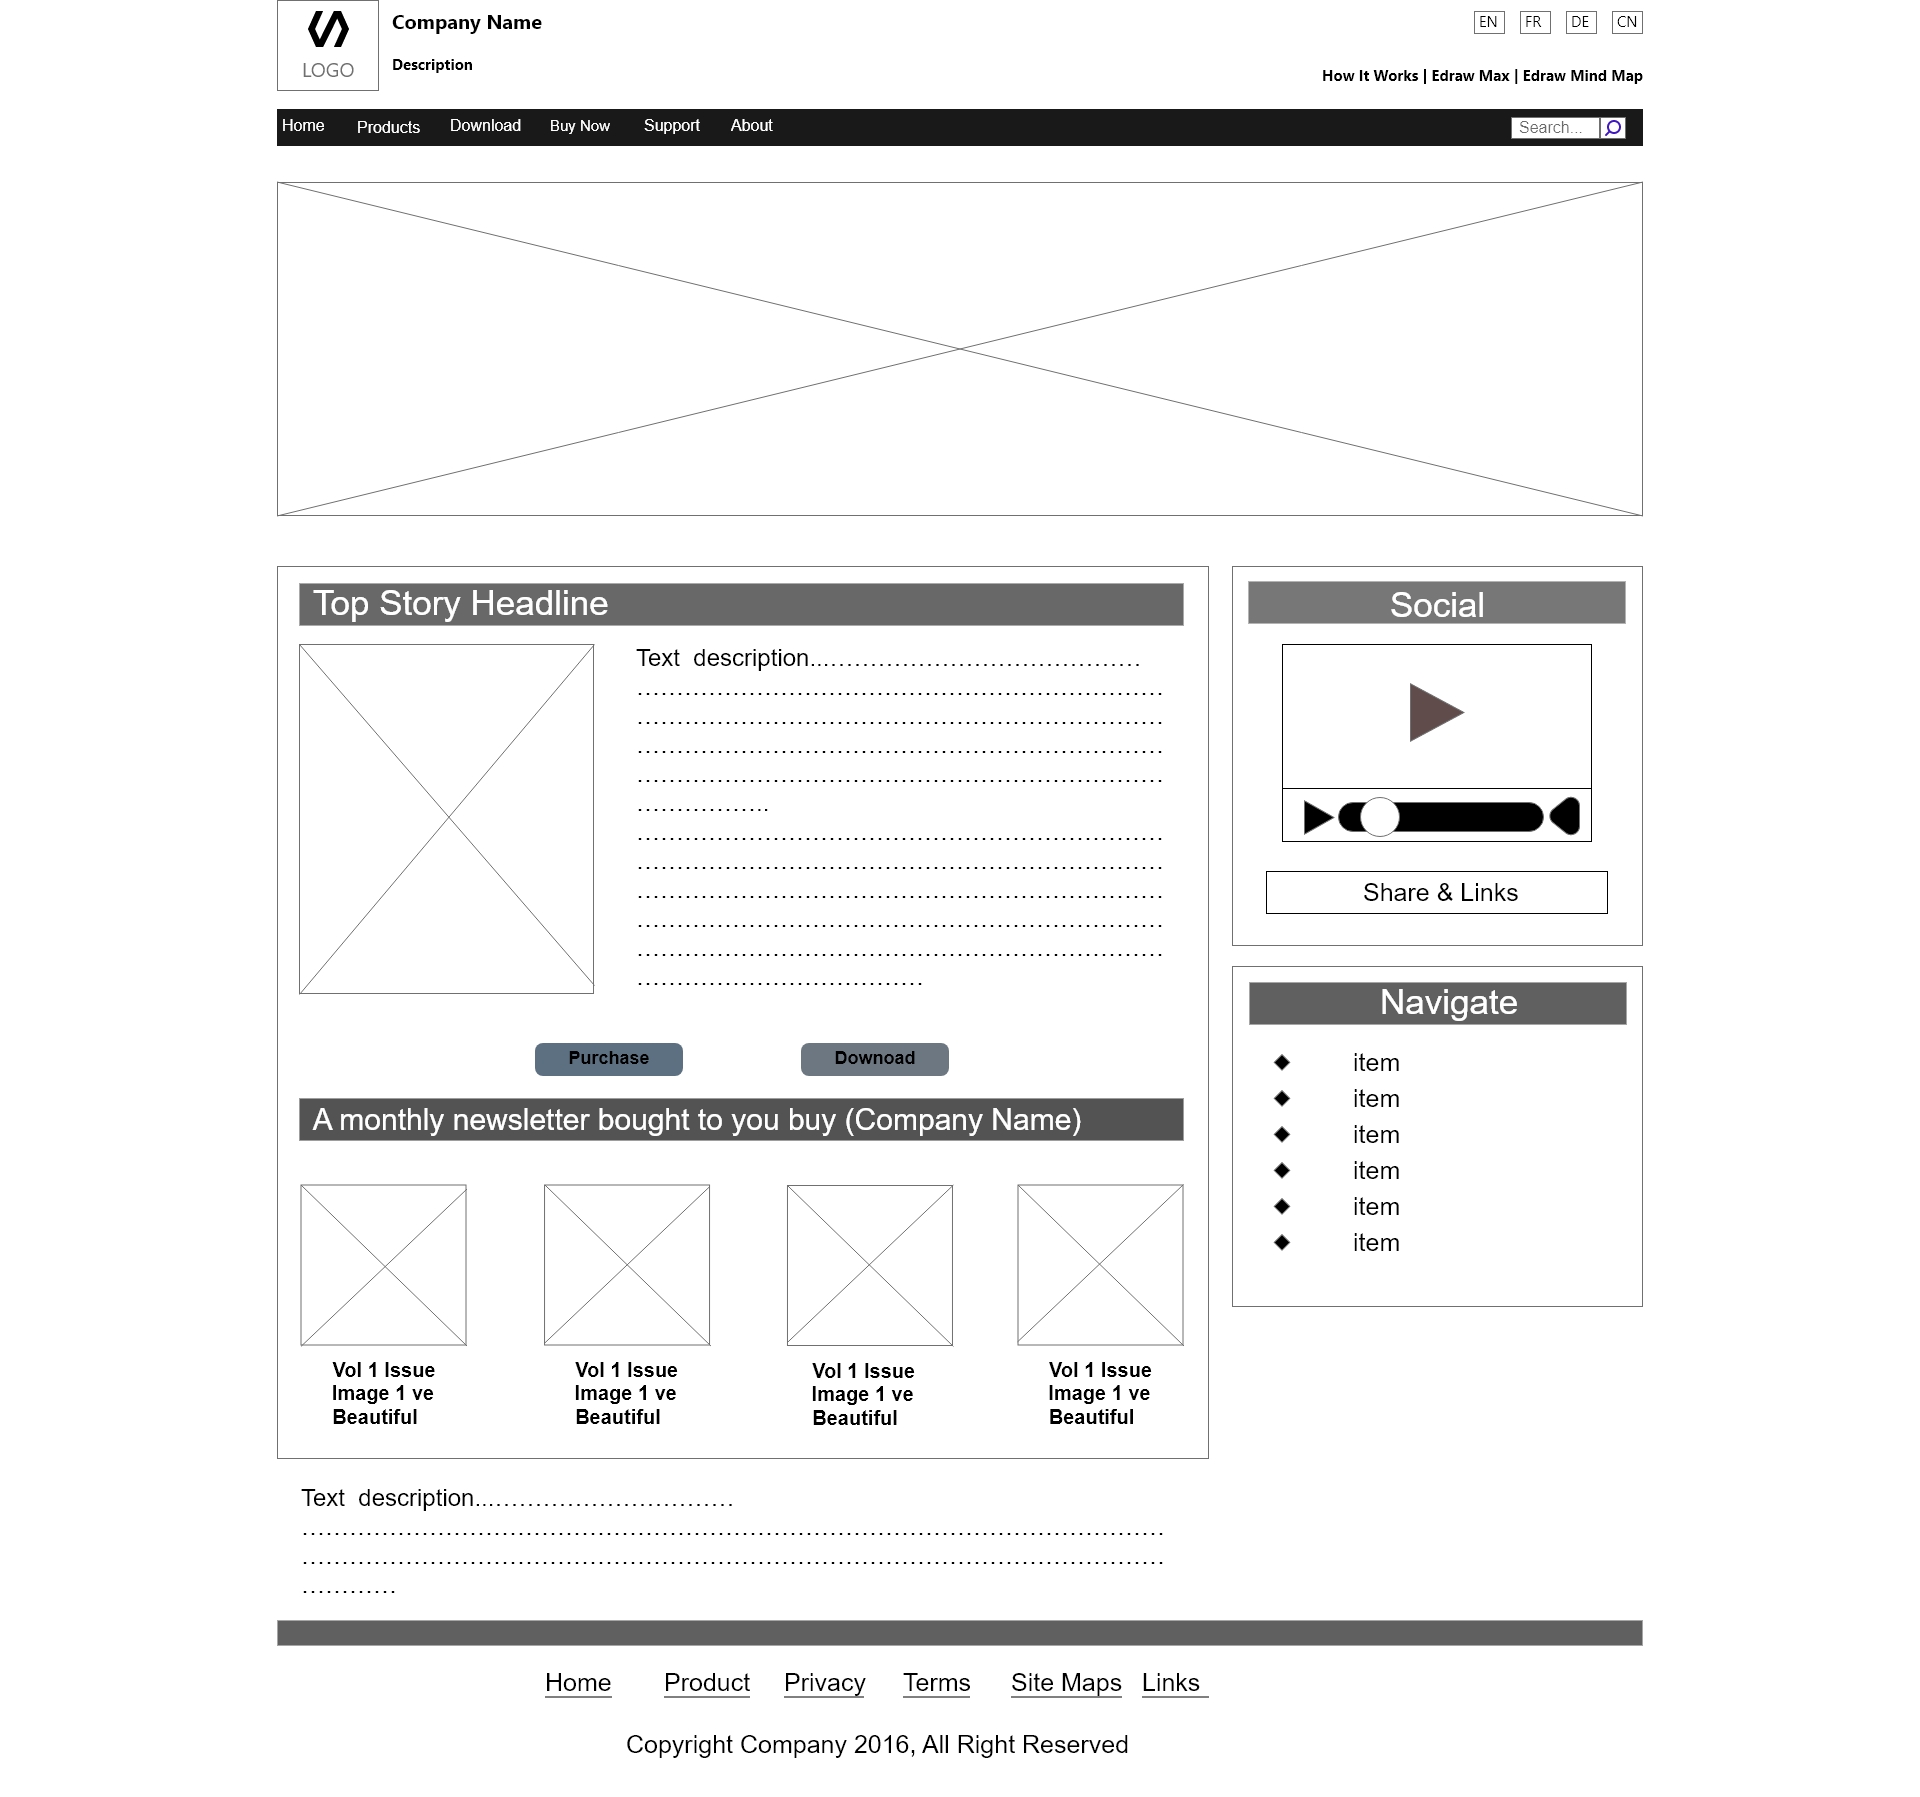 LOGO
Company Name
Description
EN FR DE CN
How It Works | Edraw Max | Edraw Mind Map
Home Products Download Buy Now Support About
Search...
Top Story Headline
Text description...……………………………………
…………………………………………………………
…………………………………………………………
…………………………………………………………
…………………………………………………………
……………..
…………………………………………………………
…………………………………………………………
…………………………………………………………
…………………………………………………………
…………………………………………………………
………………………………
Purchase
Downoad
A monthly newsletter bought to you buy (Company Name)
Vol 1 Issue
Image 1 ve
Beautiful
Vol 1 Issue
Image 1 ve
Beautiful
Vol 1 Issue
Image 1 ve
Beautiful
Vol 1 Issue
Image 1 ve
Beautiful
Social
Share & Links
Navigate
item
item
item
item
item
item
Text description...…………………………
………………………………………………………………………………………………
………………………………………………………………………………………………
…………
Home Product Privacy Terms Site Maps Links
Copyright Company 2016, All Right Reserved